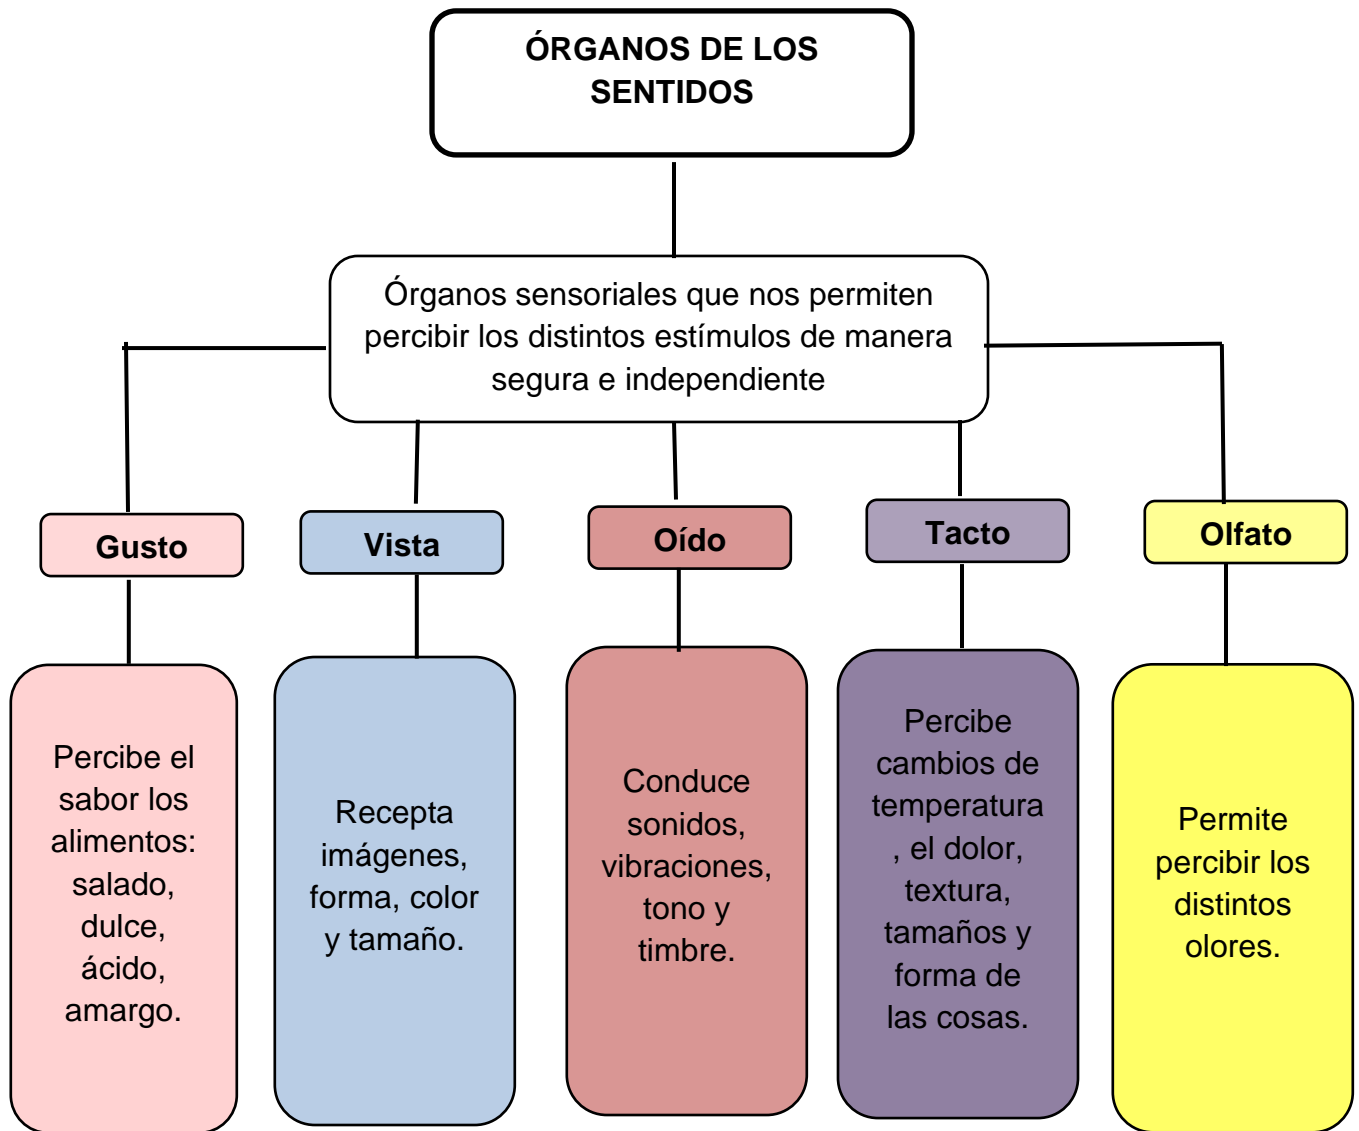 ÓRGANOS DE LOS
SENTIDOS
Órganos sensoriales que nos permiten
percibir los distintos estímulos de manera
segura e independiente
Gusto
Vista
Oído
Tacto
Olfato
Percibe el
sabor los
alimentos:
salado,
dulce,
ácido,
amargo.
Recepta
imágenes,
forma, color
y tamaño.
Conduce
sonidos,
vibraciones,
tono y
timbre.
Percibe
cambios de
temperatura
, el dolor,
textura,
tamaños y
forma de
las cosas.
Permite
percibir los
distintos
olores.